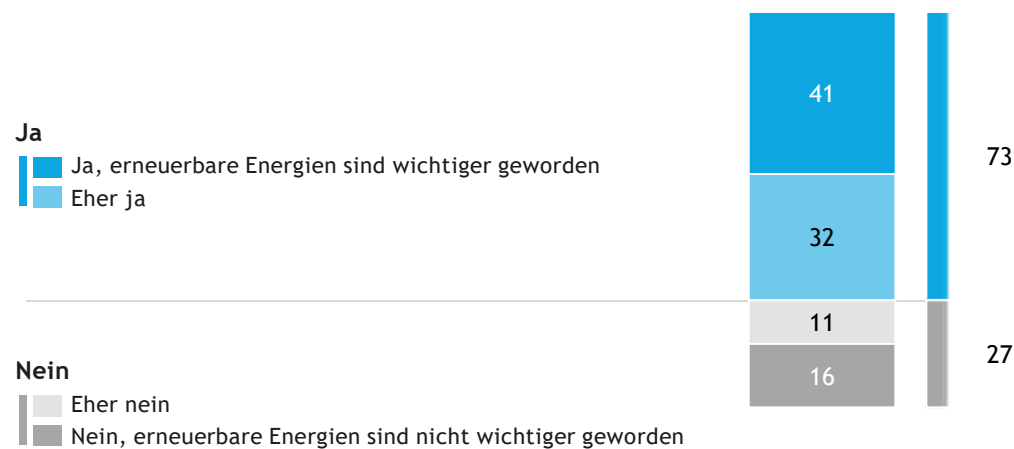 41
Ja
Ja, erneuerbare Energien sind wichtiger geworden
73
Eher ja
32
11
27
Nein
16
Eher nein
Nein, erneuerbare Energien sind nicht wichtiger geworden